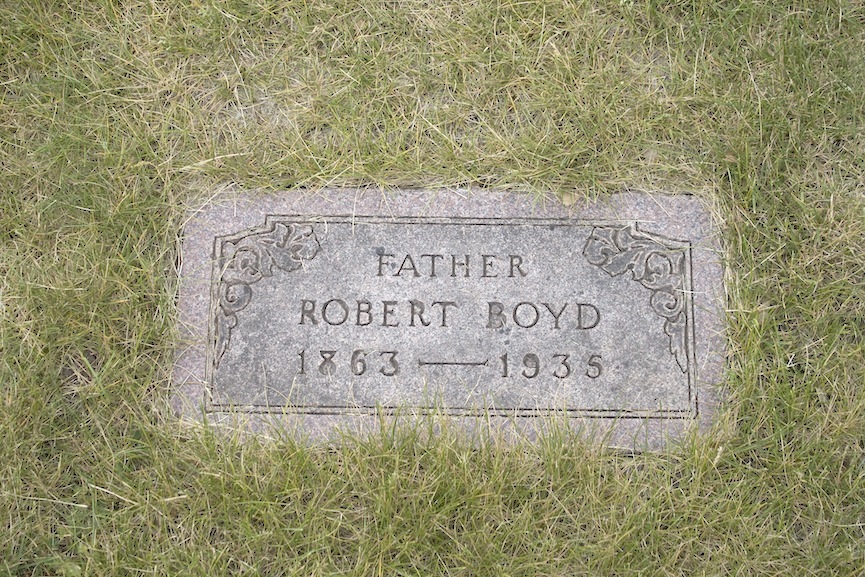 FATHER
ROBERT BOYD
1863 — 1935